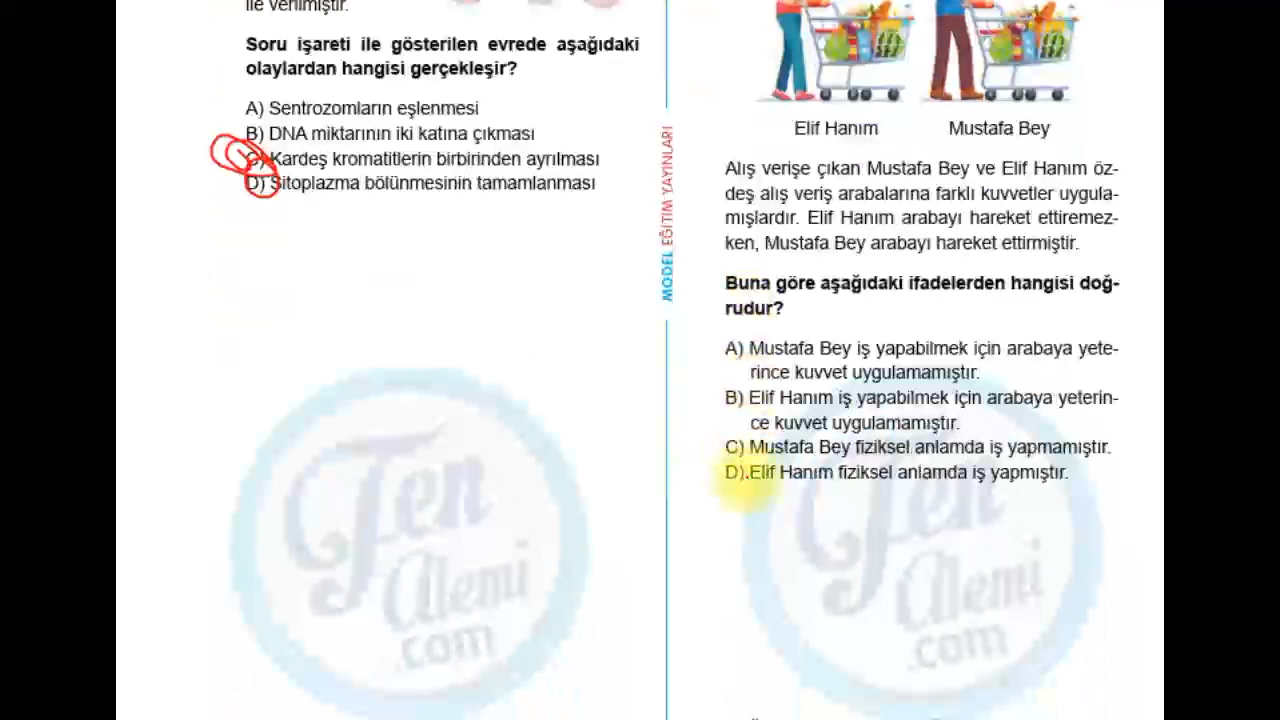 ile verilmiştir.
Soru işareti ile gösterilen evrede aşağıdaki
olaylardan hangisi gerçekleşir?
A) Sentrozomların eşlenmesi
B) DNA miktarının iki katına çıkması
C) Kardeş kromatitlerin birbirinden ayrılması
D) Sitoplazma bölünmesinin tamamlanması
MODEL EĞİTİM YAYINLARI
Elif Hanım
Mustafa Bey
Alış verişe çıkan Mustafa Bey ve Elif Hanım öz-
deş alış veriş arabalarına farklı kuvvetler uygula-
mışlardır. Elif Hanım arabayı hareket ettiremez-
ken, Mustafa Bey arabayı hareket ettirmiştir.
Buna göre aşağıdaki ifadelerden hangisi doğ-
rudur?
A) Mustafa Bey iş yapabilmek için arabaya yete-
rince kuvvet uygulamamıştır.
B) Elif Hanım iş yapabilmek için arabaya yeterin-
ce kuvvet uygulamamıştır.
C) Mustafa Bey fiziksel anlamda iş yapmamıştır.
D) Elif Hanım fiziksel anlamda iş yapmıştır.
Fen
Alemi
.com
Fen
Alemi
.com